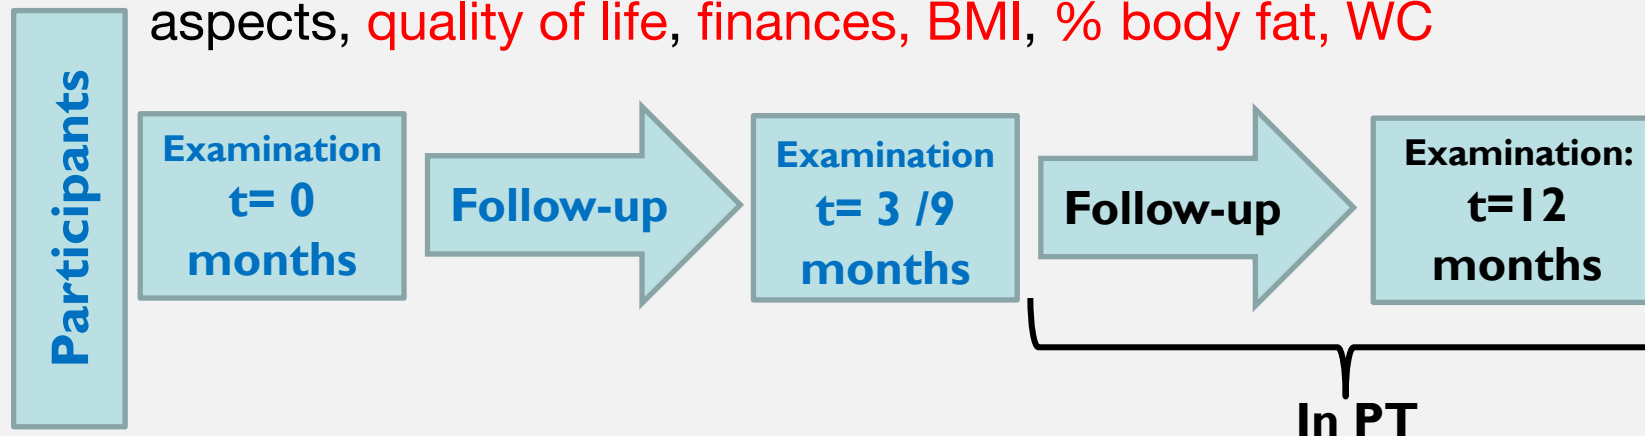 aspects, quality of life, finances, BMI, % body fat, WC
Participants
Examination
t= 0
months
Follow-up
Examination
t= 3 /9
months
Follow-up
Examination:
t=12
months
In PT